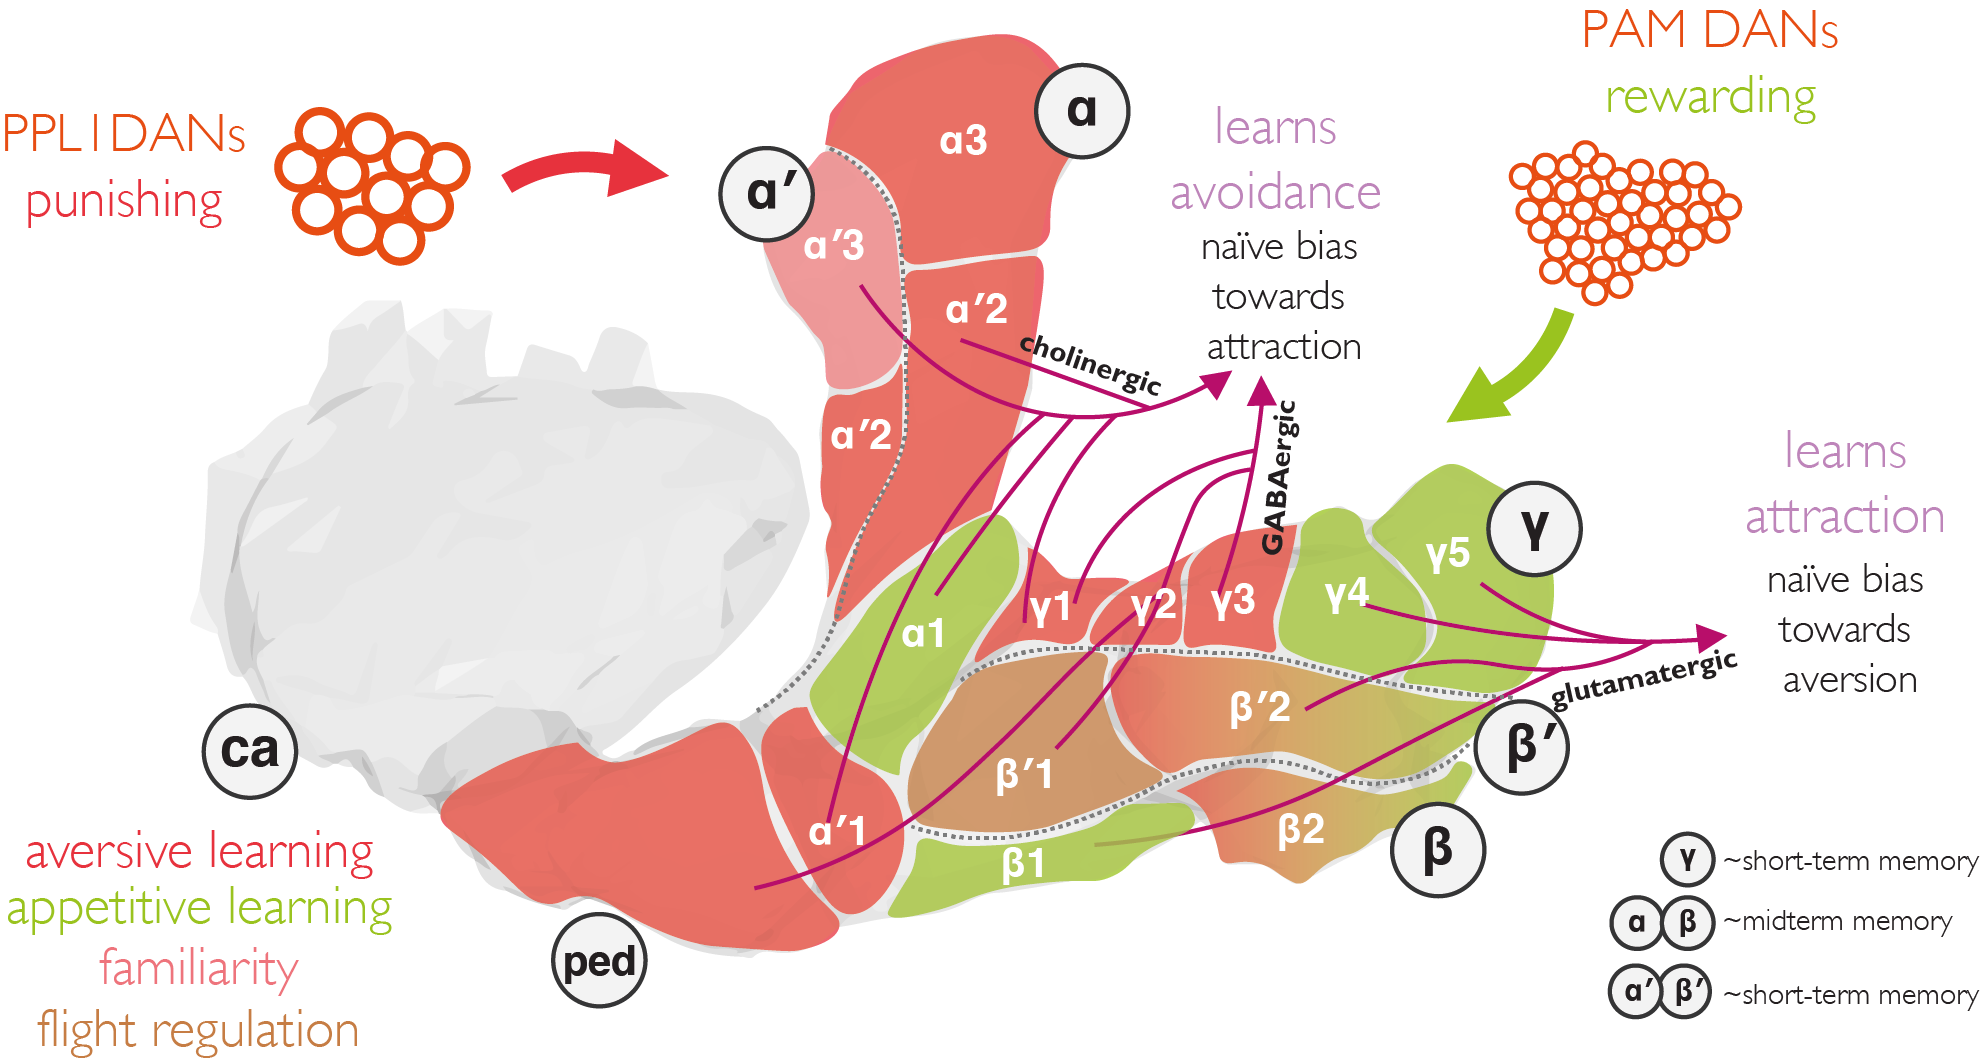 PPL1DANs
punishing
PAM DANs
rewarding
α
α3
α′
α′3
α′2
α′2
cholinergic
learns
avoidance
naïve bias
towards
attraction
GABAergic
learns
attraction
naïve bias
towards
aversion
γ
γ5
γ4
γ3
γ2
γ1
α1
β′2
glutamatergic
β′
β′1
α′1
β1
β2
β
ca
ped
aversive learning
appetitive learning
familiarity
flight regulation
γ ~short-term memory
α β ~midterm memory
α′ β′ ~short-term memory